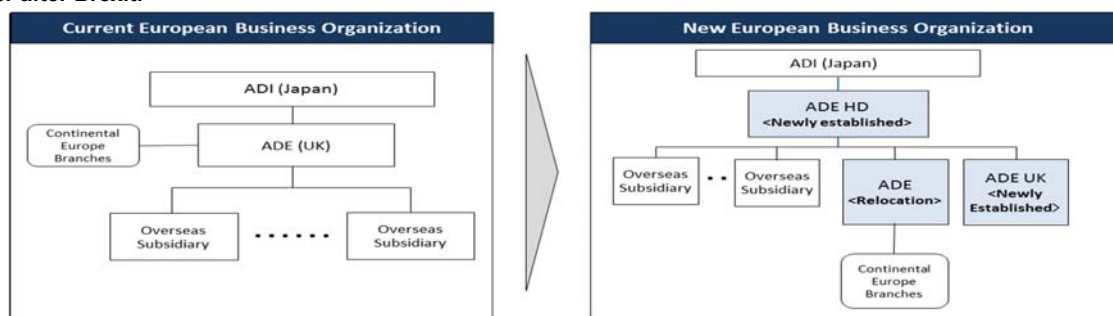 Current European Business Organization
ADI (Japan)
Continental
Europe
Branches
ADE (UK)
Overseas
Subsidiary
......
Overseas
Subsidiary
New European Business Organization
ADI (Japan)
ADE HD
<Newly established>
Overseas
Subsidiary
..
Overseas
Subsidiary
ADE
<Relocation>
ADE UK
<Newly
Established>
Continental
Europe
Branches